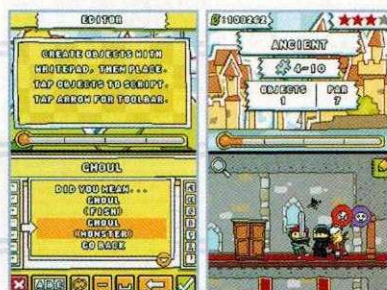 EDITOR
CREATE OBJECTS WITH
WRITEPAD, THEN PLACE.
TAP OBJECTS TO SCRIPT.
TAP ARROW FOR TOOLBAR.
GHOUL
DID YOU MEAN...
GHOUL
(FISH)
GHOUL
(MONSTER)
GO BACK
ABC
ANCIENT
4-10
OBJECTS
1
PAR
7